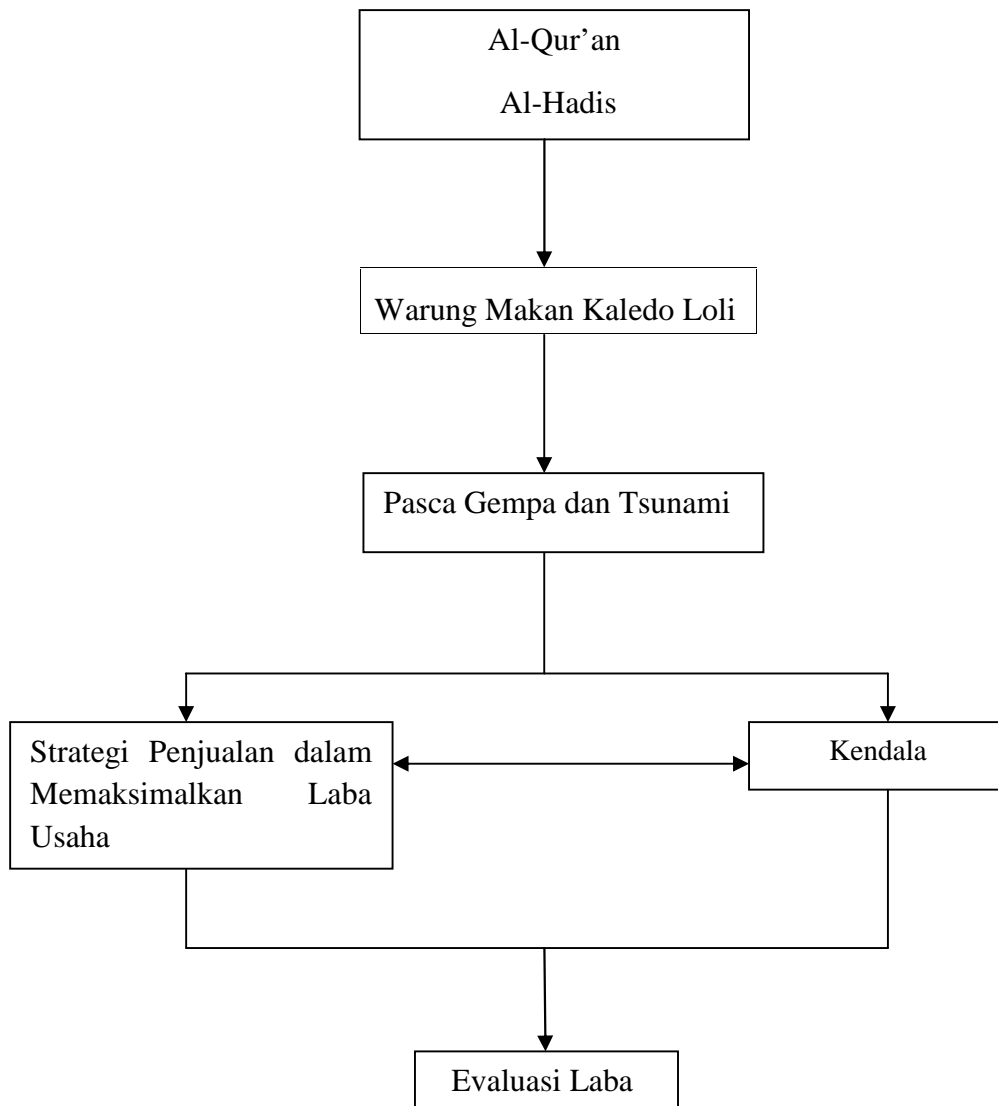 Al-Qur’an
Al-Hadis
Warung Makan Kaledo Loli
Pasca Gempa dan Tsunami
Strategi Penjualan dalam
Memaksimalkan Laba
Usaha
Kendala
Evaluasi Laba